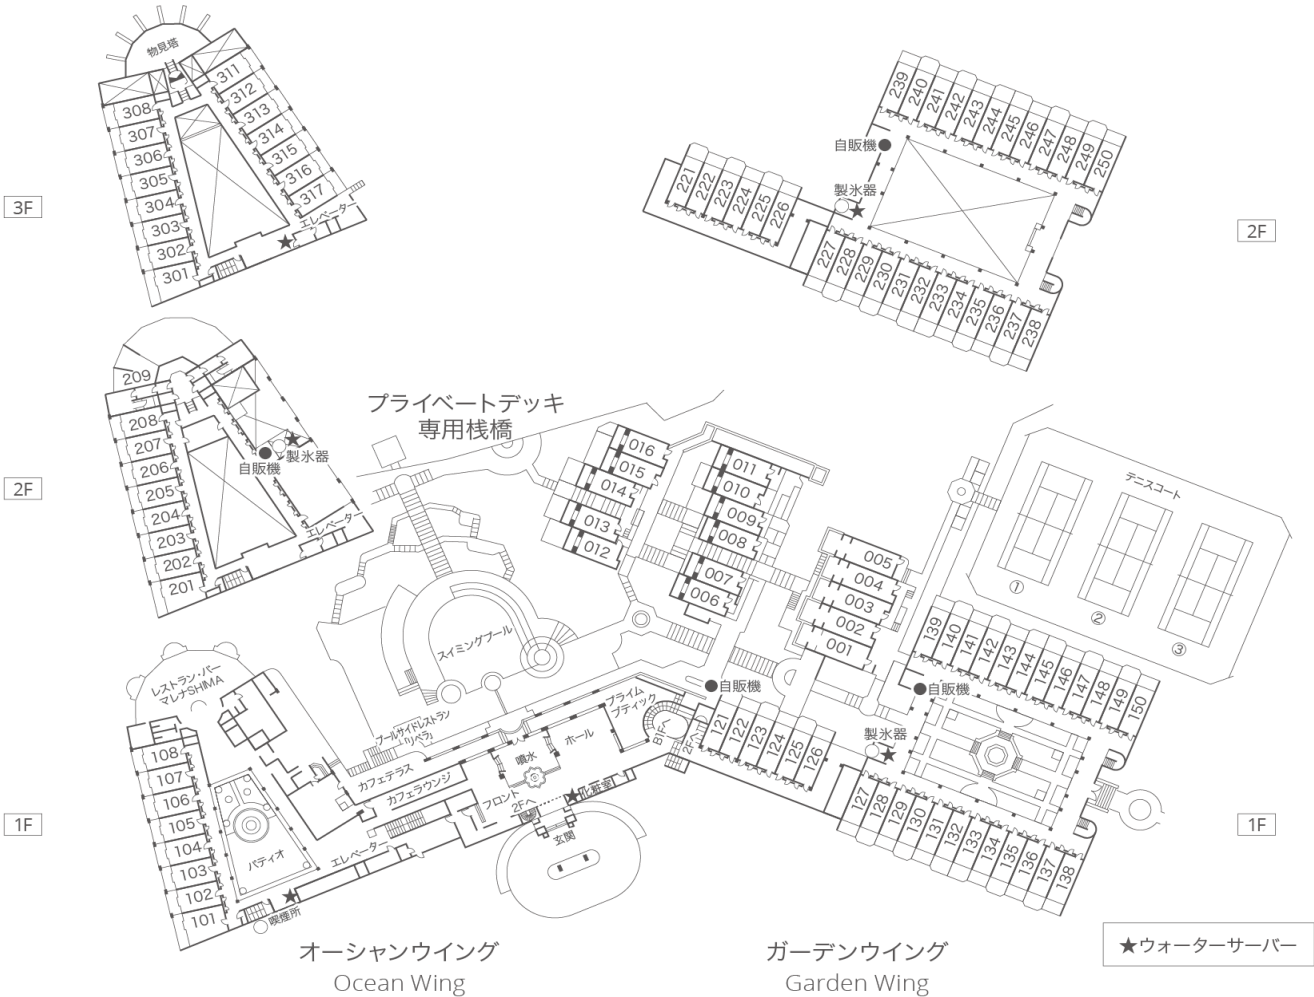 3F
物見塔
308
307
306
305
304
303
302
301
311
312
313
314
315
316
317
エレベーター
2F
209
208
207
206
205
204
203
202
201
自販機
製氷器
エレベーター
プライベートデッキ
専用桟橋
2F
自販機
製氷器
221
222
223
224
225
226
227
228
229
230
231
232
233
234
235
236
237
238
239
240
241
242
243
244
245
246
247
248
249
250
1F
レストラン・バー
マレナSHIMA
108
107
106
105
104
103
102
101
パティオ
喫煙所
エレベーター
カフェテラス
カフェラウンジ
プールサイドレストラン
「リベラ」
スイミングプール
噴水
ホール
フロント
2Fへ
化粧室
玄関
プライム
ブティック
B1Fへ
2Fへ
016
015
014
013
012
011
010
009
008
007
006
005
004
003
002
001
テニスコート
①
②
③
自販機
自販機
製氷器
121
122
123
124
125
126
127
128
129
130
131
132
133
134
135
136
137
138
139
140
141
142
143
144
145
146
147
148
149
150
1F
オーシャンウイング
Ocean Wing
ガーデンウイング
Garden Wing
★ウォーターサーバー